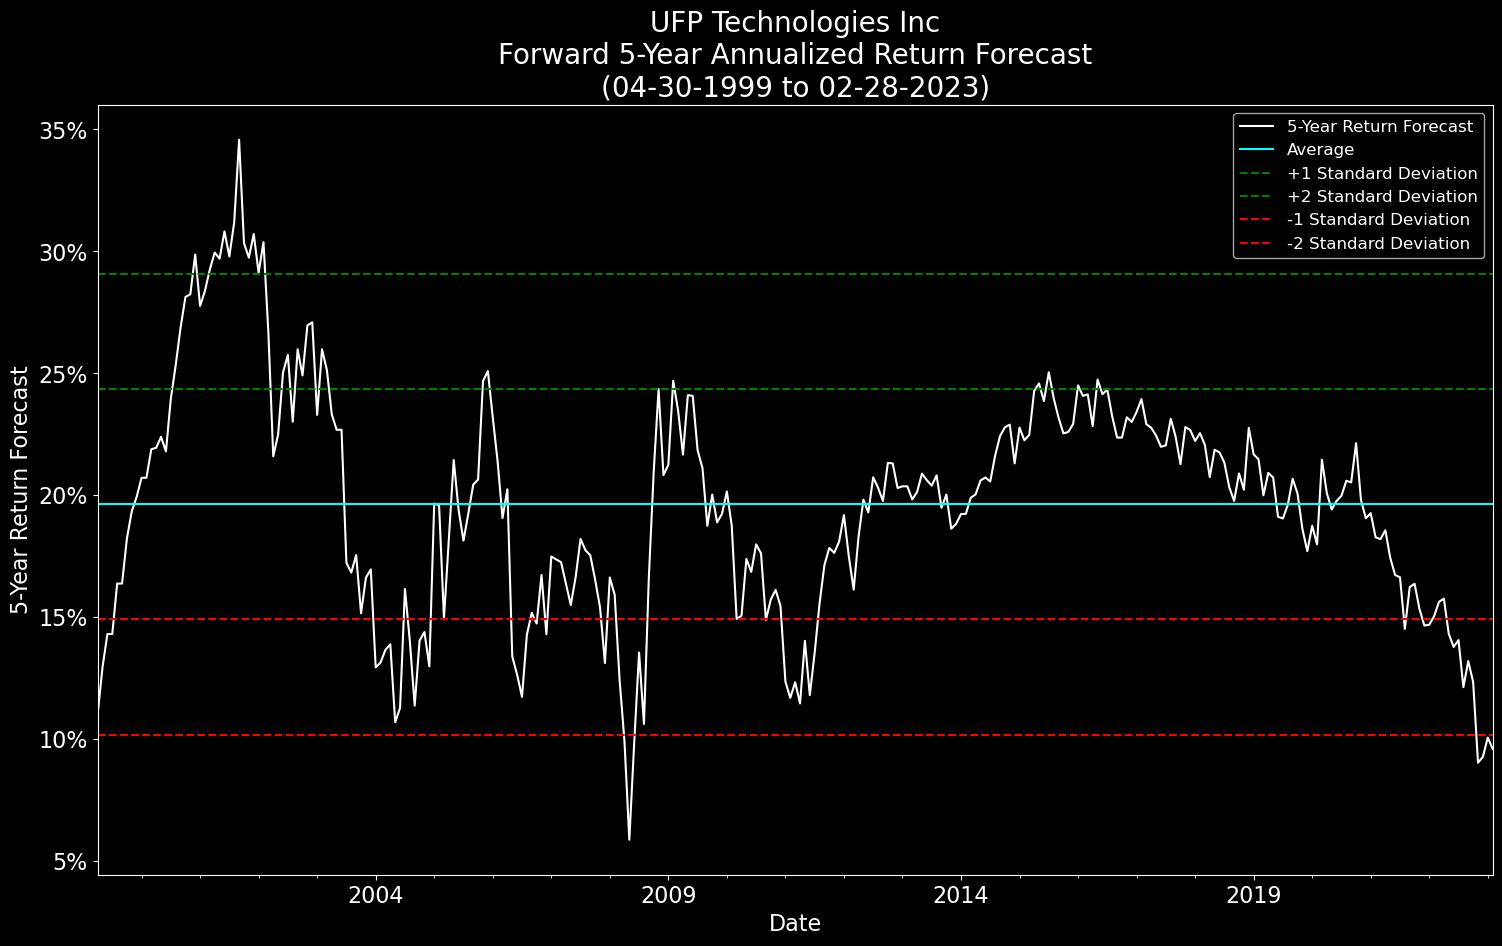 UFP Technologies Inc
Forward 5-Year Annualized Return Forecast
(04-30-1999 to 02-28-2023)
5-Year Return Forecast
Average
+1 Standard Deviation
+2 Standard Deviation
-1 Standard Deviation
-2 Standard Deviation
35%
30%
25%
20%
15%
10%
5%
5-Year Return Forecast
2004
2009
2014
2019
Date